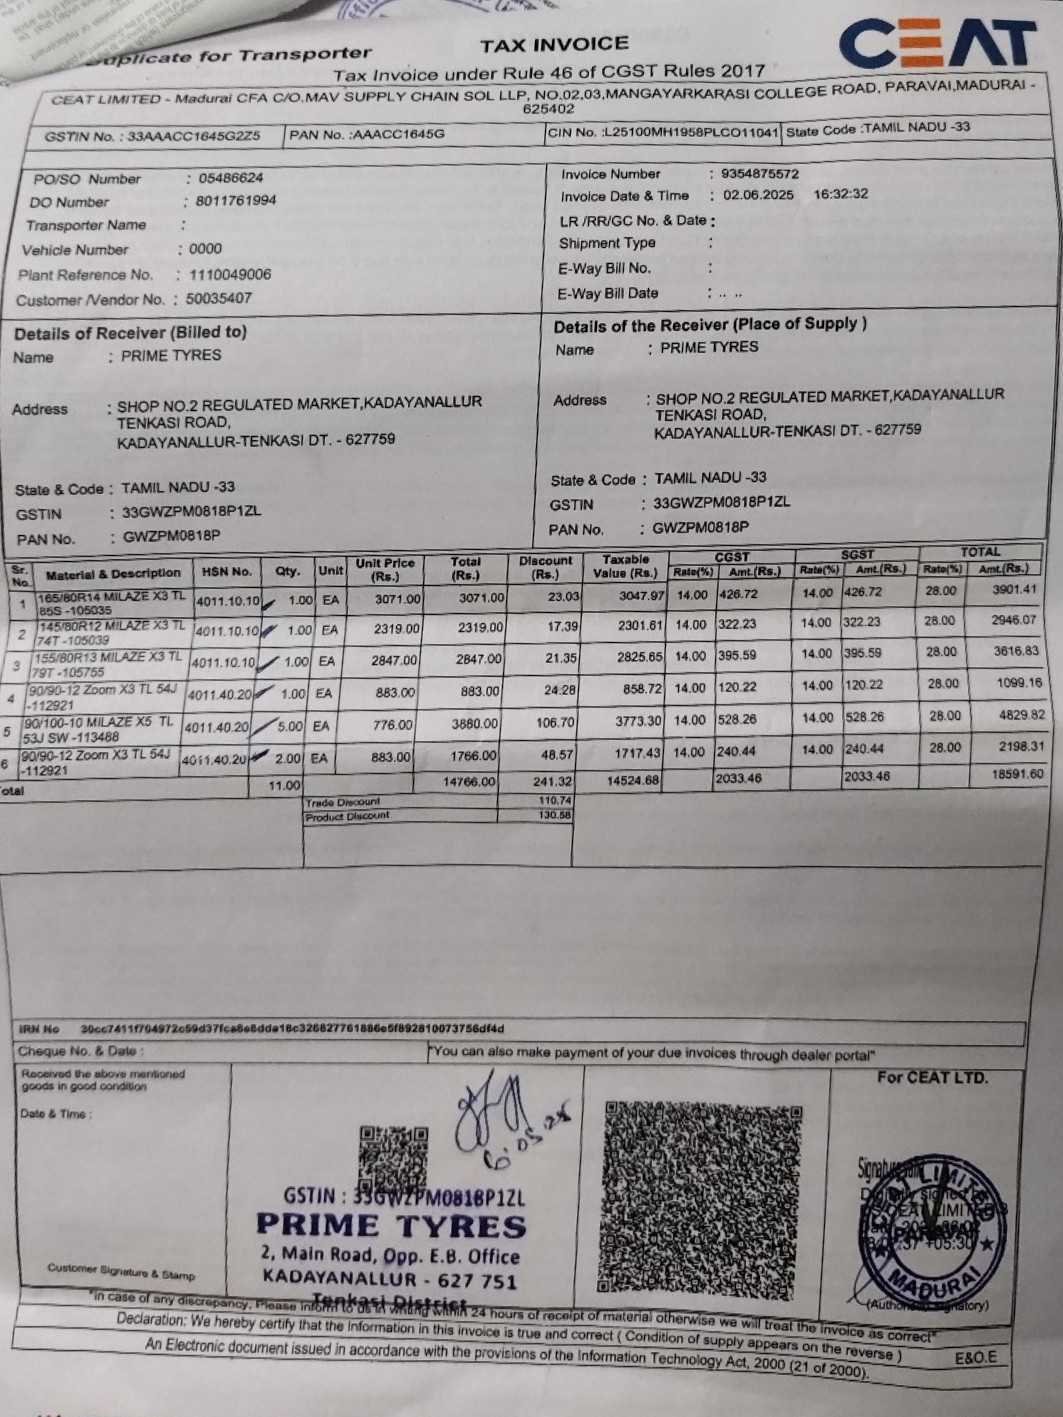 Duplicate for Transporter
TAX INVOICE
CEAT
Tax Invoice under Rule 46 of CGST Rules 2017
CEAT LIMITED - Madurai CFA C/O.MAV SUPPLY CHAIN SOL LLP, NO.02,03,MANGAYARKARASI COLLEGE ROAD, PARAVAI,MADURAI -
625402
GSTIN No. : 33AAACC1645G2Z5 PAN No. :AAACC1645G CIN No. :L25100MH1958PLCO11041 State Code :TAMIL NADU -33
PO/SO Number : 05486624
DO Number : 8011761994
Transporter Name :
Vehicle Number : 0000
Plant Reference No. : 1110049006
Customer /Vendor No. : 50035407
Invoice Number : 9354875572
Invoice Date & Time : 02.06.2025 16:32:32
LR /RR/GC No. & Date :
Shipment Type :
E-Way Bill No. :
E-Way Bill Date : .. ..
Details of Receiver (Billed to)
Name : PRIME TYRES
Address : SHOP NO.2 REGULATED MARKET,KADAYANALLUR
TENKASI ROAD,
KADAYANALLUR-TENKASI DT. - 627759
State & Code : TAMIL NADU -33
GSTIN : 33GWZPM0818P1ZL
PAN No. : GWZPM0818P
Details of the Receiver (Place of Supply )
Name : PRIME TYRES
Address : SHOP NO.2 REGULATED MARKET,KADAYANALLUR
TENKASI ROAD,
KADAYANALLUR-TENKASI DT. - 627759
State & Code : TAMIL NADU -33
GSTIN : 33GWZPM0818P1ZL
PAN No. : GWZPM0818P
Sr. No. Material & Description HSN No. Qty. Unit Unit Price (Rs.) Total (Rs.) Discount (Rs.) Taxable Value (Rs.) CGST SGST TOTAL
Rate(%) Amt.(Rs.) Rate(%) Amt.(Rs.) Rate(%) Amt.(Rs.)
1 165/80R14 MILAZE X3 TL 4011.10.10 1.00 EA 3071.00 3071.00 23.03 3047.97 14.00 426.72 14.00 426.72 28.00 3901.41
85S -105035
2 145/80R12 MILAZE X3 TL 4011.10.10 1.00 EA 2319.00 2319.00 17.39 2301.61 14.00 322.23 14.00 322.23 28.00 2946.07
74T -105039
3 155/80R13 MILAZE X3 TL 4011.10.10 1.00 EA 2847.00 2847.00 21.35 2825.65 14.00 395.59 14.00 395.59 28.00 3616.83
79T -105755
4 90/90-12 Zoom X3 TL 54J 4011.40.20 1.00 EA 883.00 883.00 24.28 858.72 14.00 120.22 14.00 120.22 28.00 1099.16
-112921
5 90/100-10 MILAZE X5 TL 4011.40.20 5.00 EA 776.00 3880.00 106.70 3773.30 14.00 528.26 14.00 528.26 28.00 4829.82
53J SW -113488
6 90/90-12 Zoom X3 TL 54J 4011.40.20 2.00 EA 883.00 1766.00 48.57 1717.43 14.00 240.44 14.00 240.44 28.00 2198.31
-112921
otal 11.00 14766.00 241.32 14524.68 2033.46 2033.46 18591.60
Trade Discount 110.74
Product Discount 130.58
IRN No
Cheque No. & Date : "You can also make payment of your due invoices through dealer portal"
Received the above mentioned
goods in good condition
Date & Time :
Customer Signature & Stamp
GSTIN : 33GWZPM0818P1ZL
PRIME TYRES
2, Main Road, Opp. E.B. Office
KADAYANALLUR - 627 751
Tenkasi District
For CEAT LTD.
CEAT LIMITED
PARAVAI
MADURAI
(Authorised signatory)
"in case of any discrepancy, Please inform to us in writing within 24 hours of receipt of material otherwise we will treat the invoice as correct"
Declaration: We hereby certify that the Information in this invoice is true and correct ( Condition of supply appears on the reverse ) E&O.E
An Electronic document issued in accordance with the provisions of the Information Technology Act, 2000 (21 of 2000).